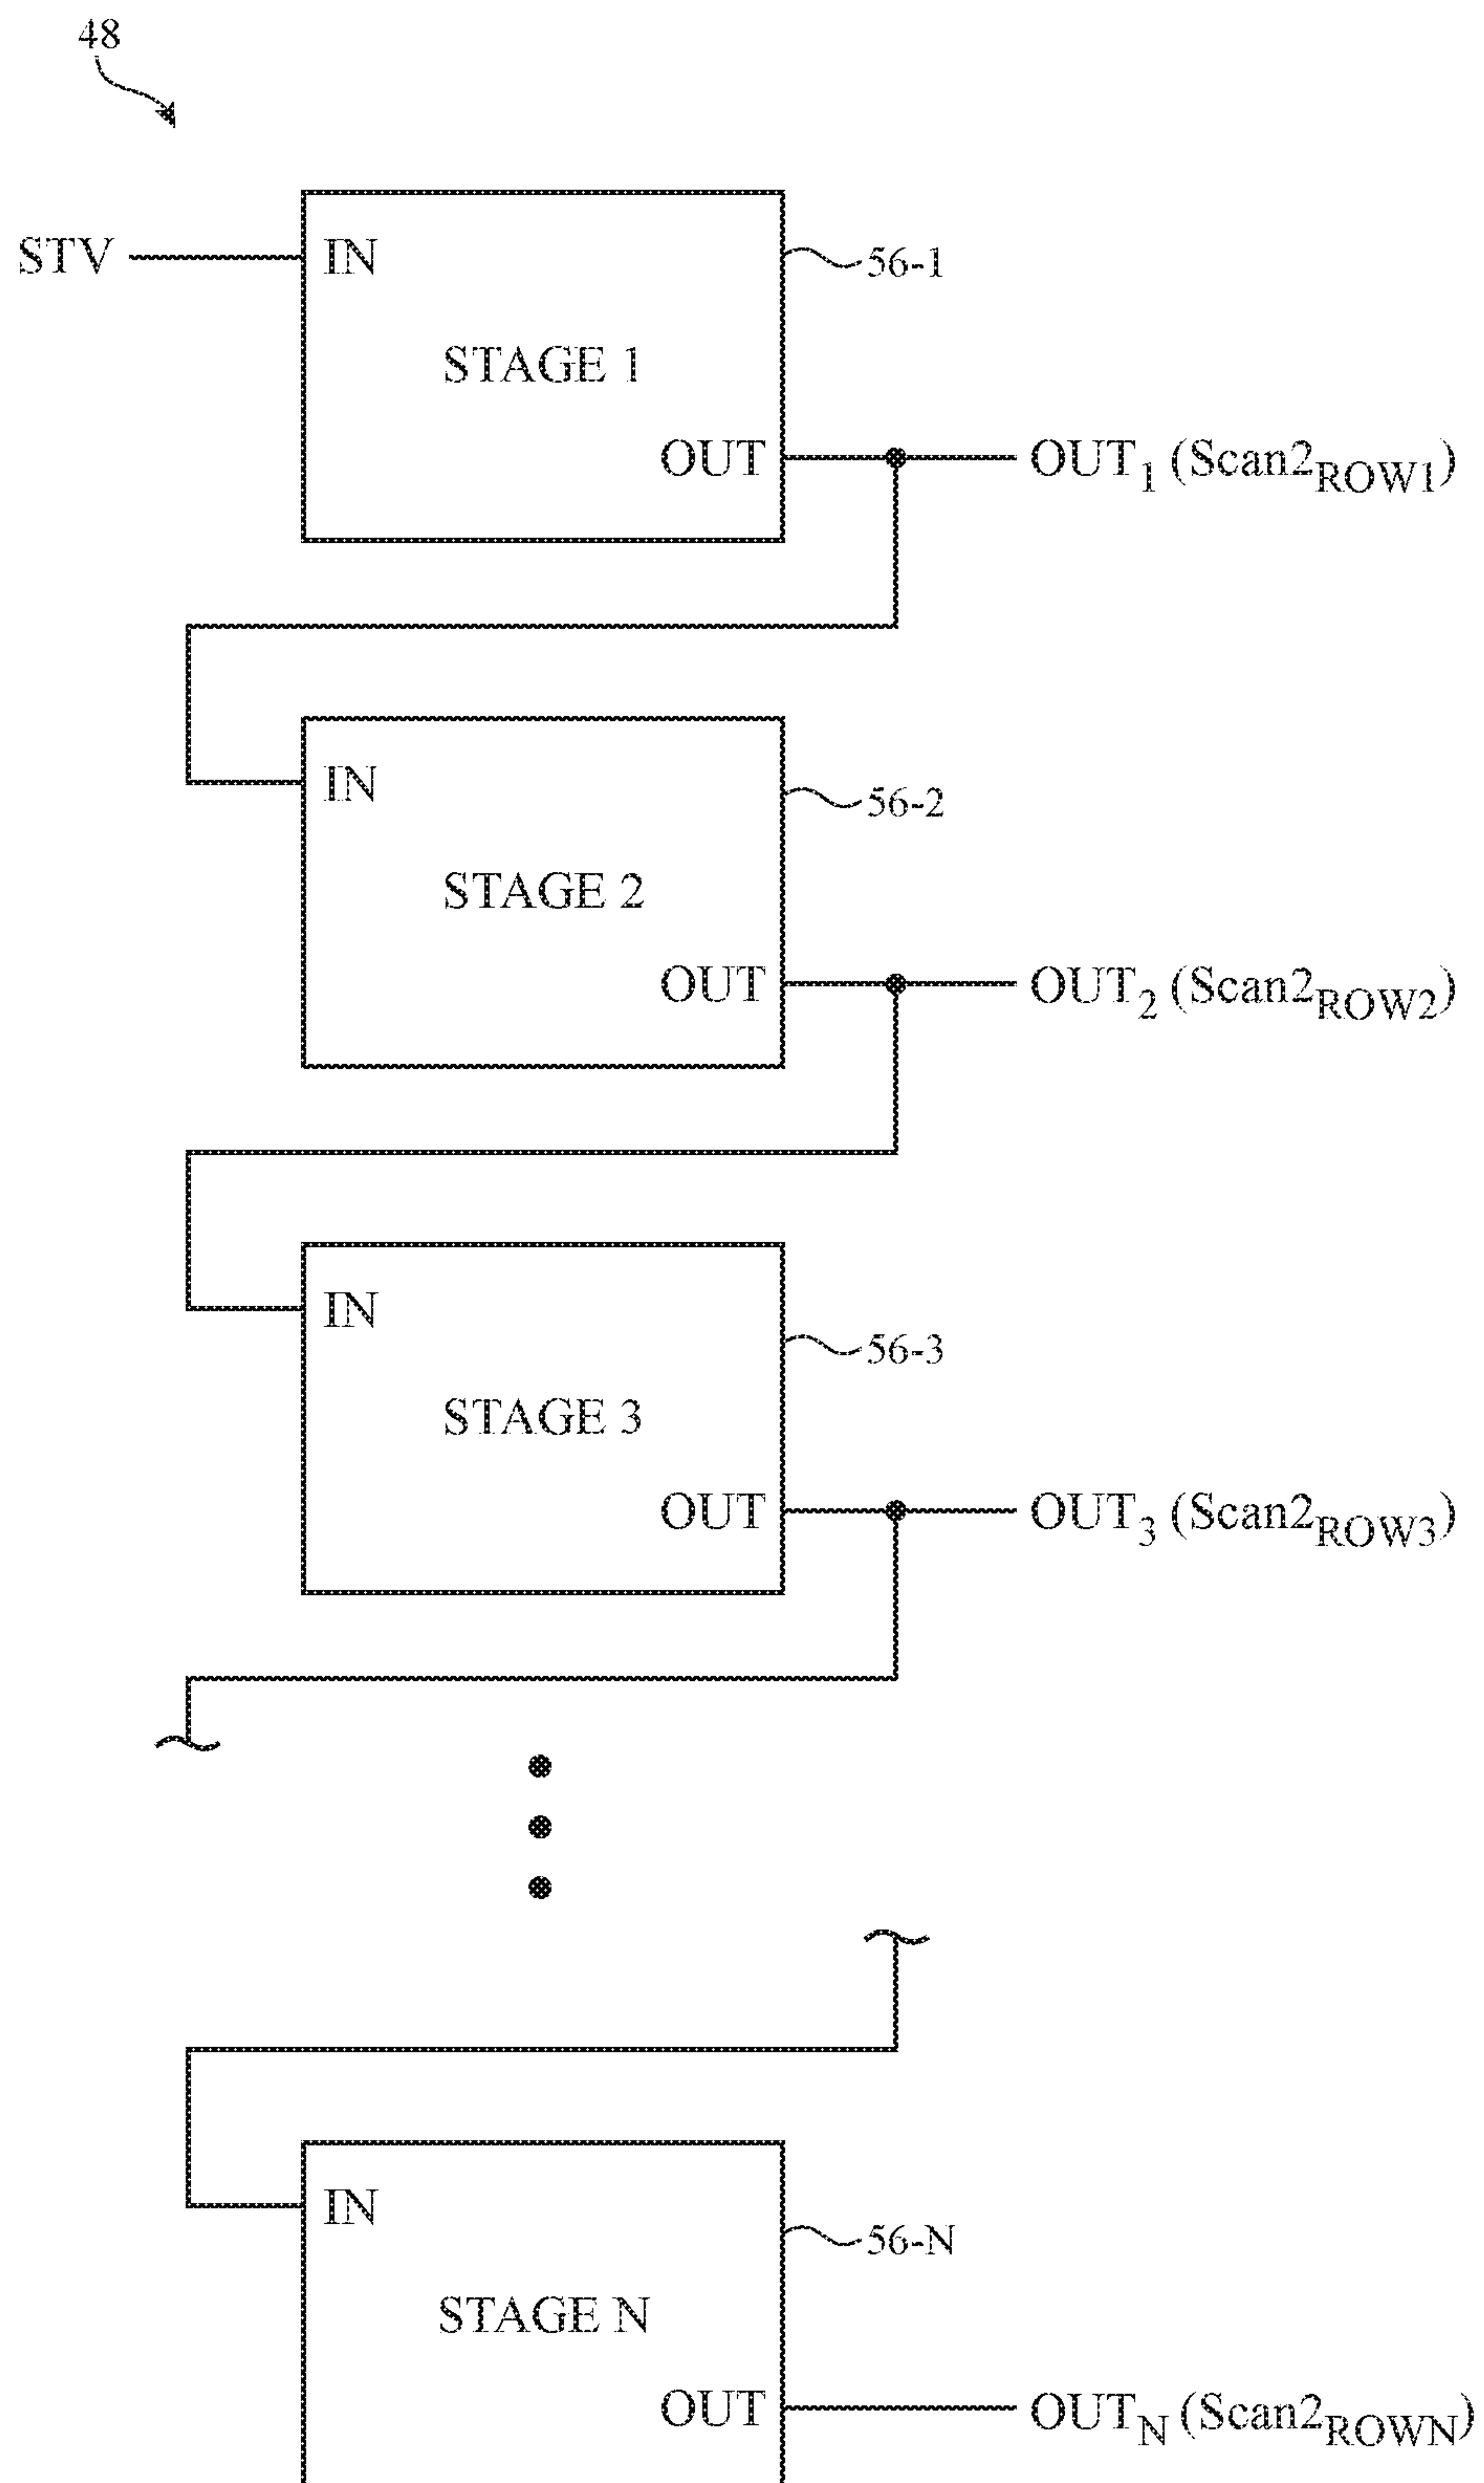 48
STV
IN
56-1
STAGE 1
OUT
OUT1 (Scan2ROW1)
IN
56-2
STAGE 2
OUT
OUT2 (Scan2ROW2)
IN
56-3
STAGE 3
OUT
OUT3 (Scan2ROW3)
IN
56-N
STAGE N
OUT
OUTN (Scan2ROWN)